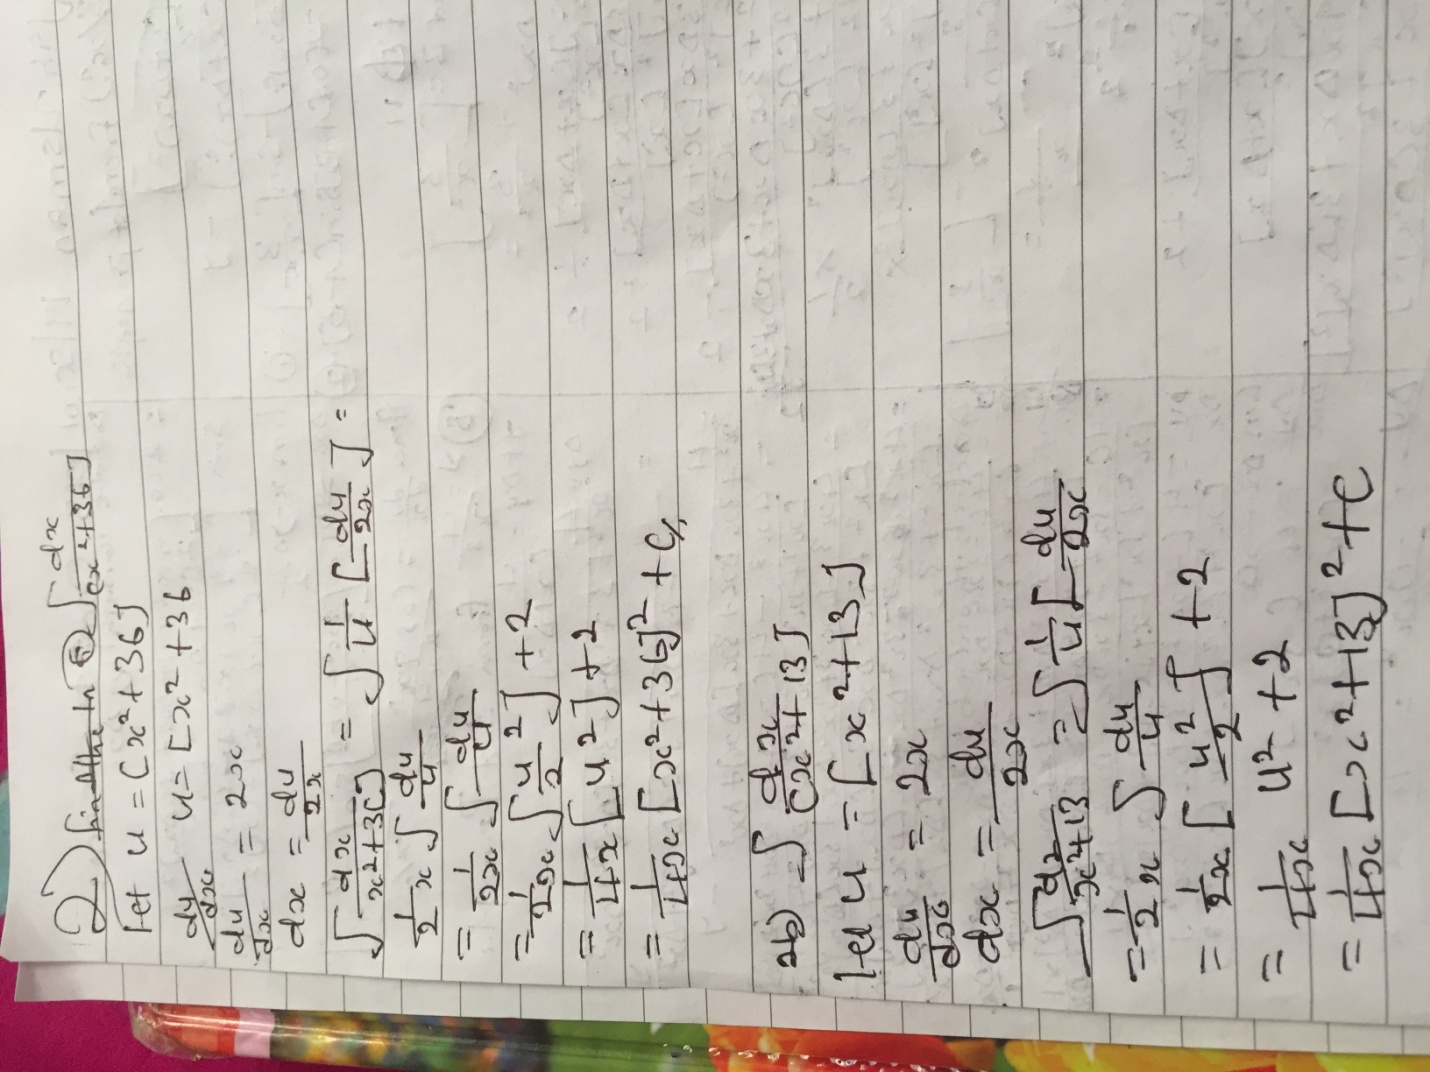 2) ∫ dx/(x²+36]
let u = [x²+36]
dy/dx u = [x²+36
du/dx = 2x
dx = du/2x
∫ dx/x²+36] = ∫ 1/u [du/2x] =
1/2 x ∫ du/u
= 1/2x ∫ du/u
= 1/2x ∫ u²/2 ] +2
= 1/4x [u²] +2
= 1/4x [x²+36]² + C//
2b) ∫ dx/(x²+13]
let u = [x²+13]
du/dx = 2x
dx = du/2x
∫ dx/x²+13 = ∫ 1/u [du/2x
= 1/2 x ∫ du/u
= 1/2x [u²/2] +2
= 1/4x u² +2
= 1/4x [x²+13]² + C